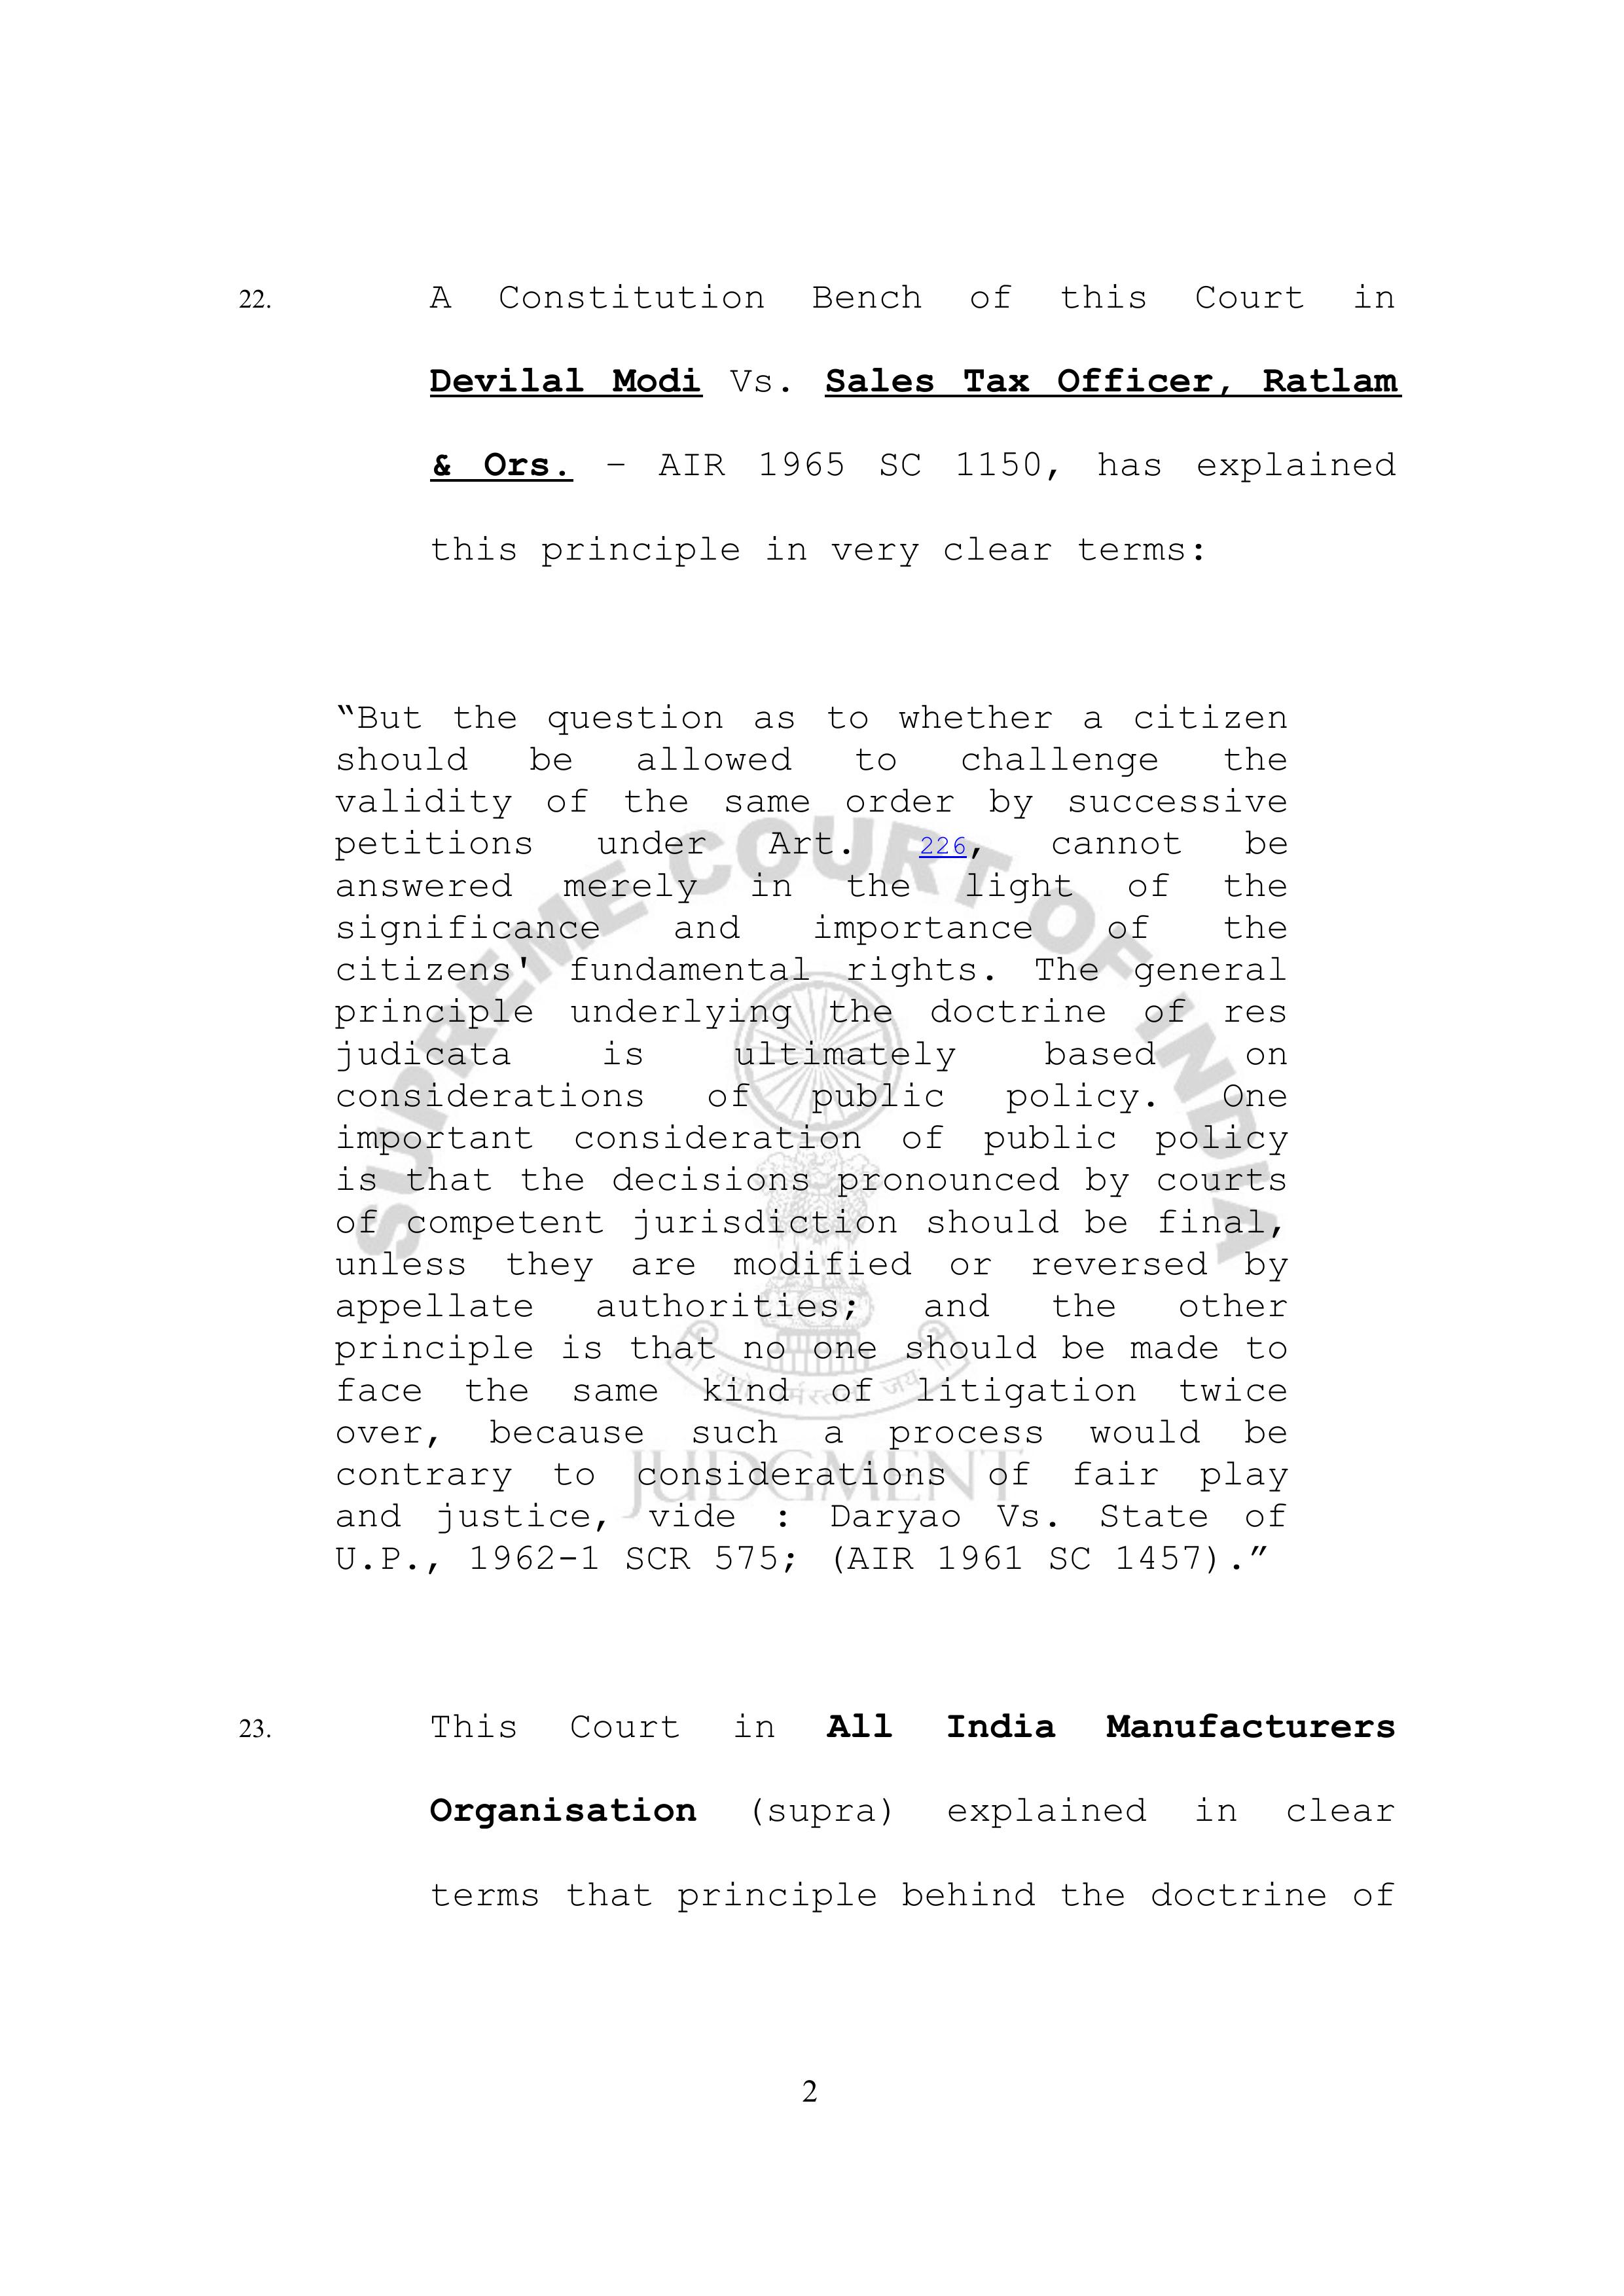 22. A Constitution Bench of this Court in
Devilal Modi Vs. Sales Tax Officer, Ratlam
& Ors. – AIR 1965 SC 1150, has explained
this principle in very clear terms:
“But the question as to whether a citizen
should be allowed to challenge the
validity of the same order by successive
petitions under Art. 226, cannot be
answered merely in the light of the
significance and importance of the
citizens' fundamental rights. The general
principle underlying the doctrine of res
judicata is ultimately based on
considerations of public policy. One
important consideration of public policy
is that the decisions pronounced by courts
of competent jurisdiction should be final,
unless they are modified or reversed by
appellate authorities; and the other
principle is that no one should be made to
face the same kind of litigation twice
over, because such a process would be
contrary to considerations of fair play
and justice, vide : Daryao Vs. State of
U.P., 1962-1 SCR 575; (AIR 1961 SC 1457).”
23. This Court in All India Manufacturers
Organisation (supra) explained in clear
terms that principle behind the doctrine of
2
SUPREME COURT OF INDIA
JUDGMENT